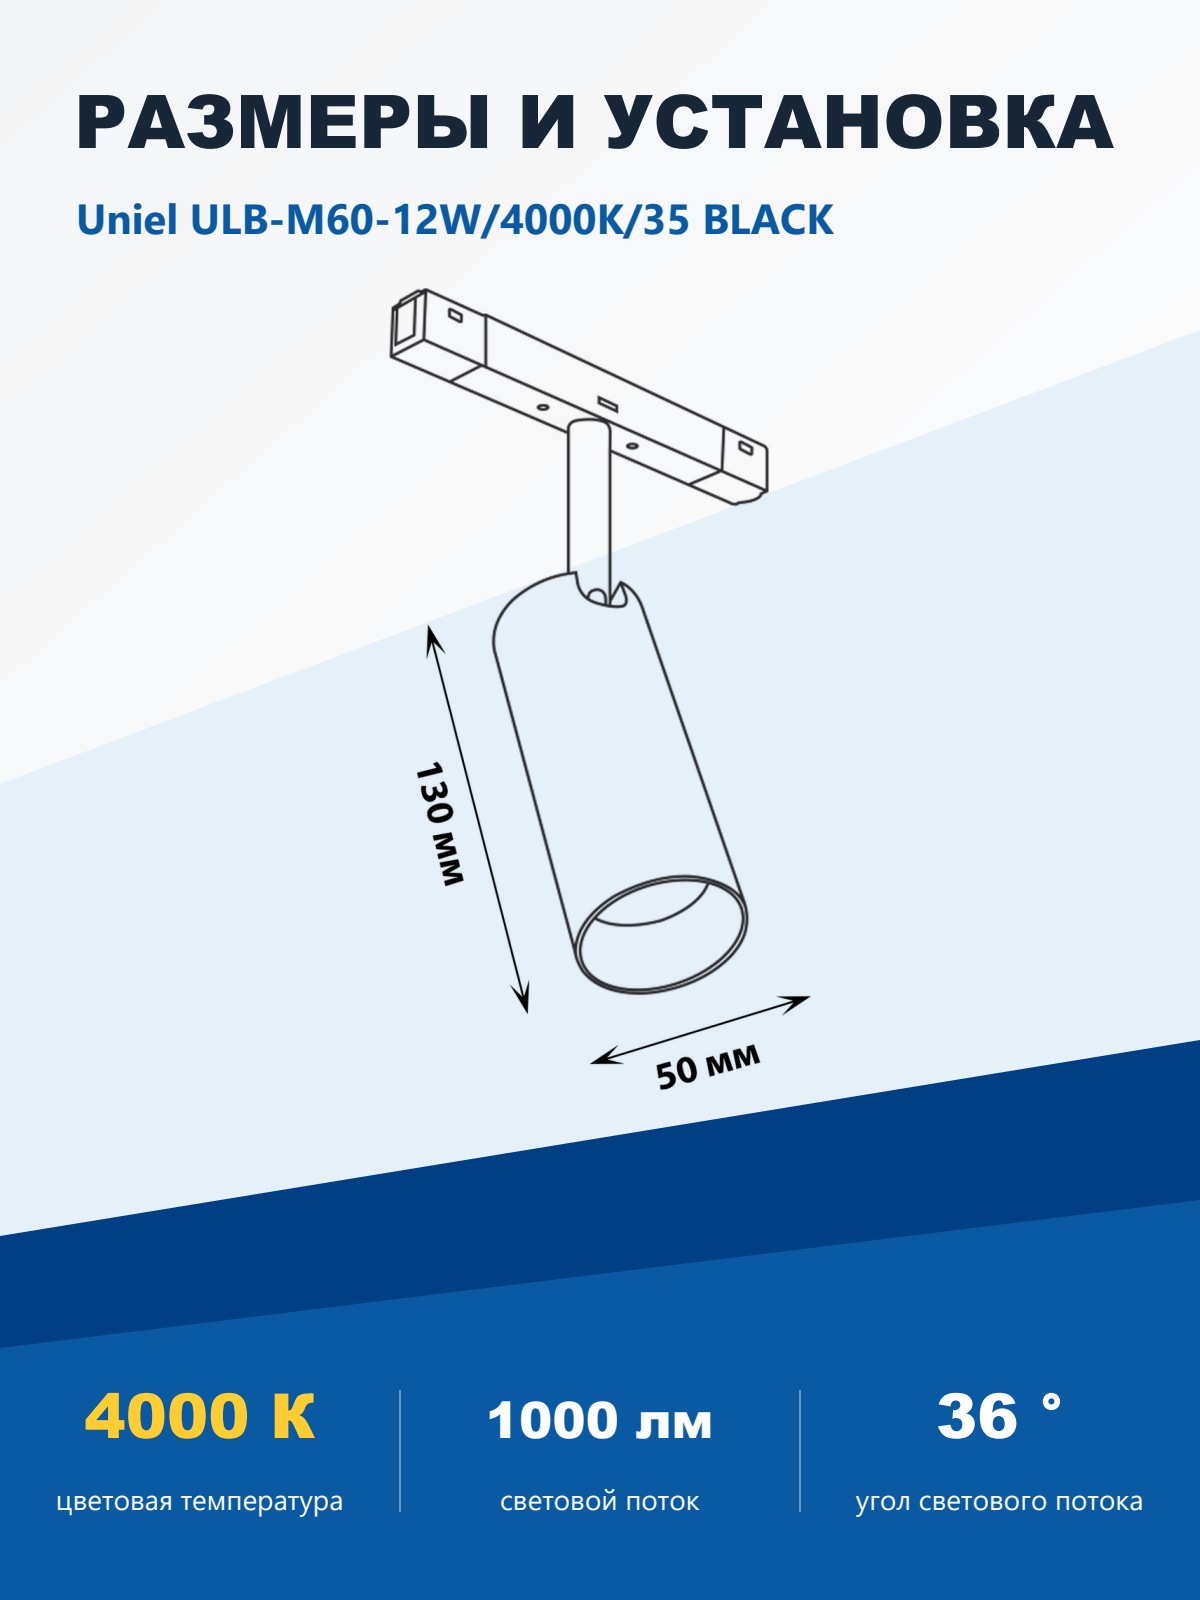 РАЗМЕРЫ И УСТАНОВКА
Uniel ULB-M60-12W/4000K/35 BLACK
130 мм
50 мм
4000 К
цветовая температура
1000 лм
световой поток
36 °
угол светового потока